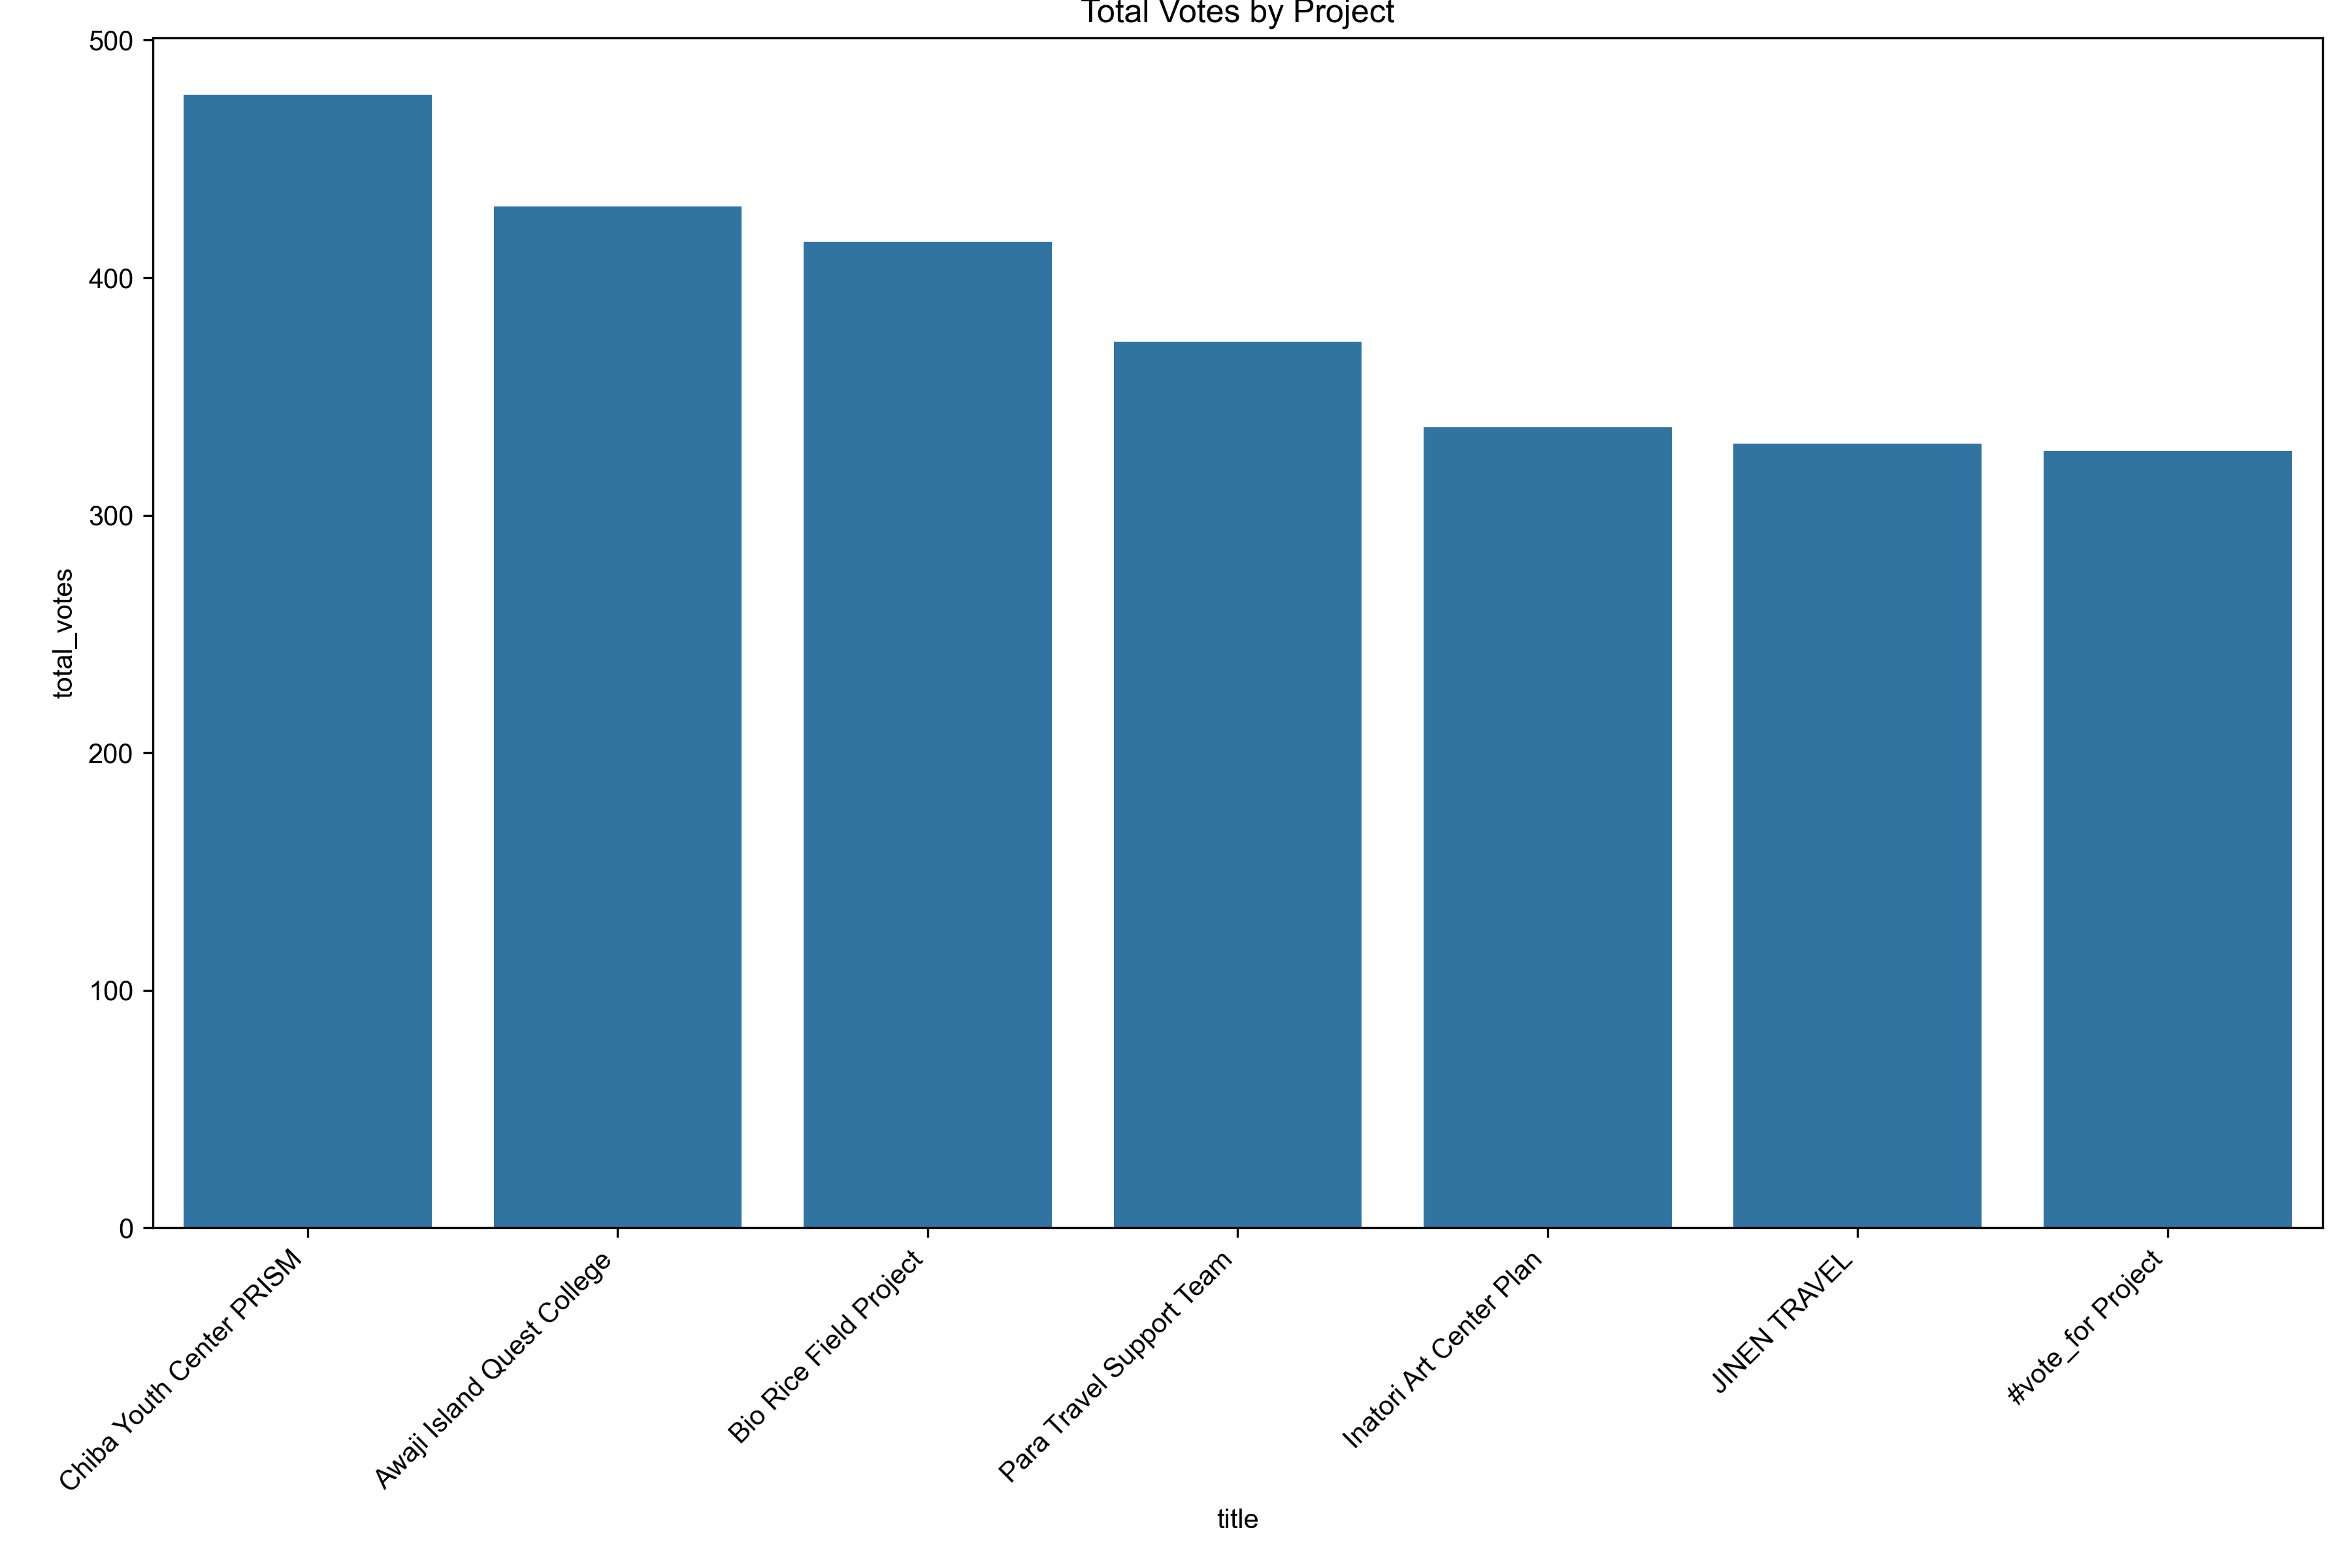 Total Votes by Project
500
400
300
200
100
0
total_votes
Chiba Youth Center PRISM
Awaji Island Quest College
Bio Rice Field Project
Para Travel Support Team
Inatori Art Center Plan
JINEN TRAVEL
#vote_for Project
title